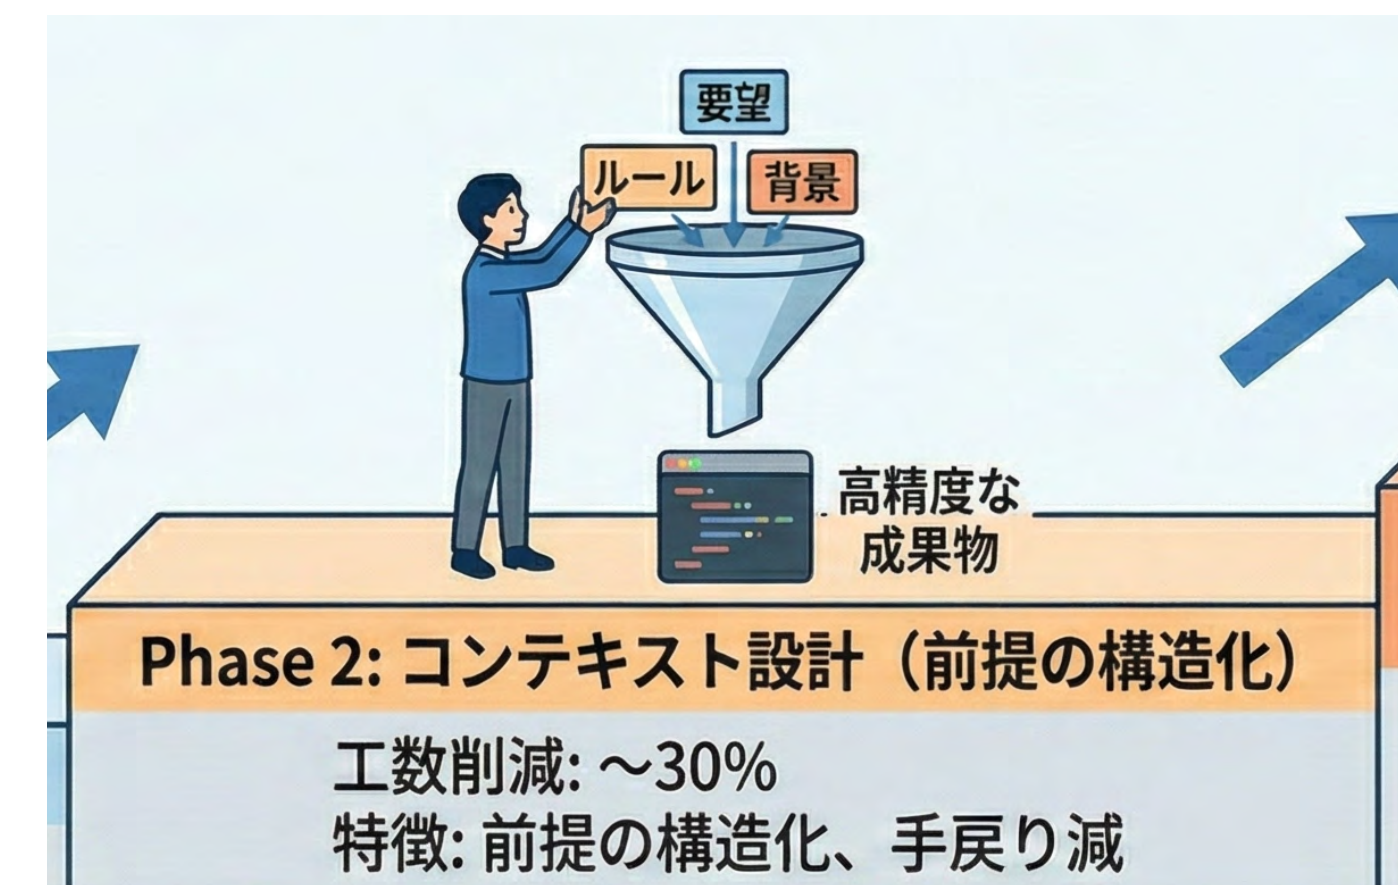 要望
ルール
背景
高精度な
成果物
Phase 2: コンテキスト設計（前提の構造化）
工数削減: ～30%
特徴: 前提の構造化、手戻り減